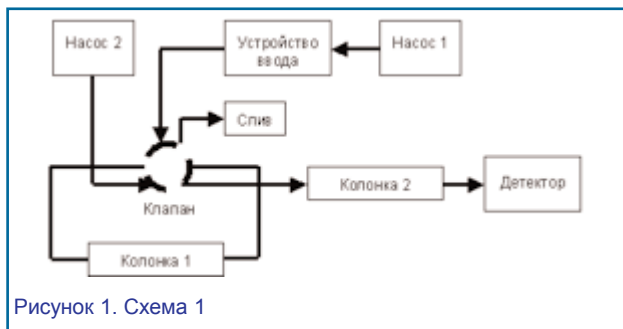 Насос 2
Устройство
ввода
Насос 1
Слив
Клапан
Колонка 2
Детектор
Колонка 1
Рисунок 1. Схема 1